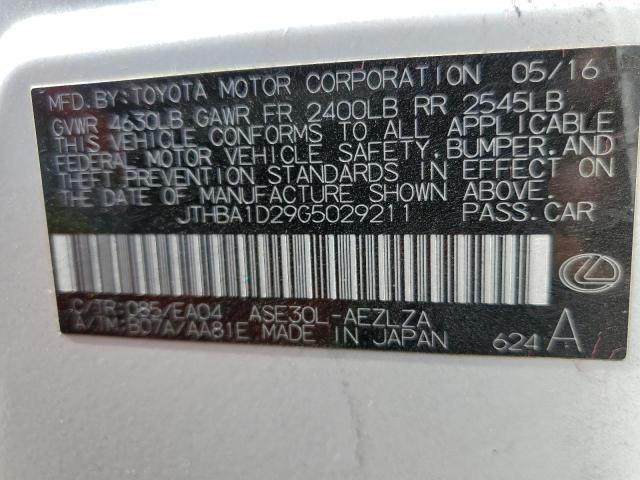 MFD.BY:TOYOTA MOTOR CORPORATION 05/16
GVWR 4630LB GAWR FR 2400LB RR 2545LB
THIS VEHICLE CONFORMS TO ALL APPLICABLE
FEDERAL MOTOR VEHICLE SAFETY.BUMPER.AND
THEFT PREVENTION STANDARDS IN EFFECT ON
THE DATE OF MANUFACTURE SHOWN ABOVE.
JTHBA1D29G5029211 PASS.CAR
C/TR:085/EA04 ASE30L-AEZLZA
A/TM:B07A/AA81E MADE IN JAPAN 624 A